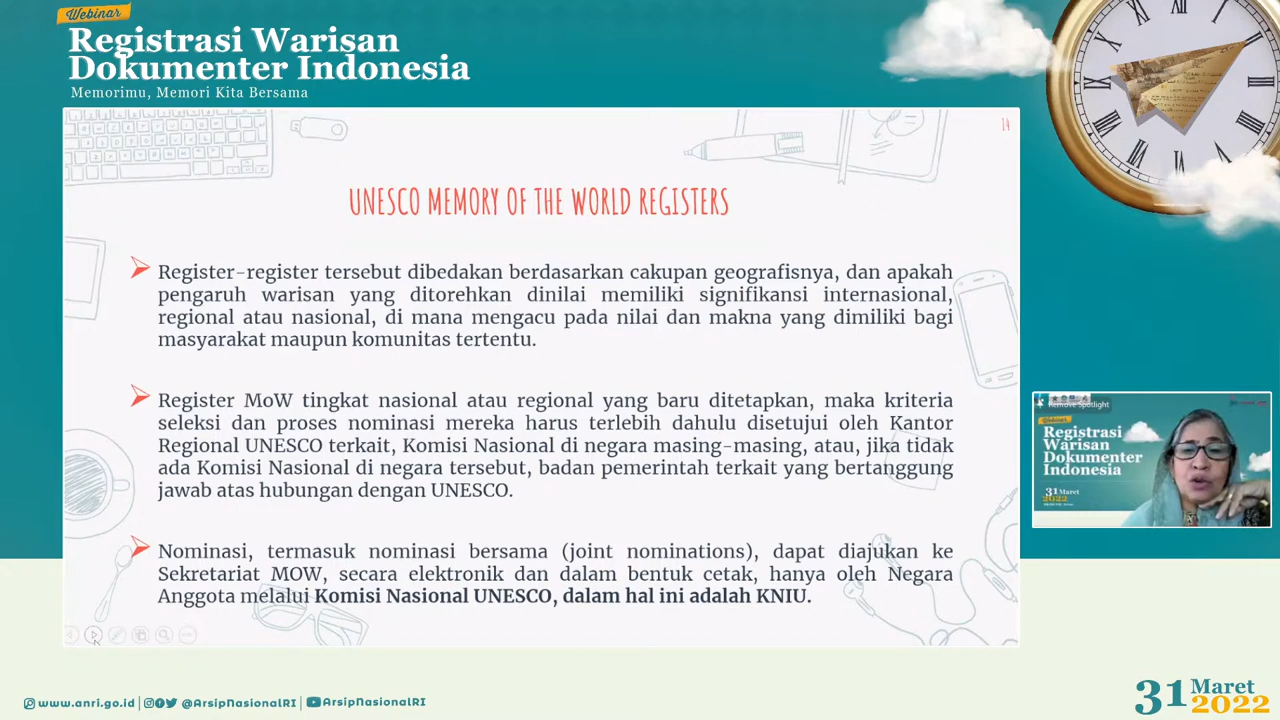 Webinar
Registrasi Warisan
Dokumenter Indonesia
Memorimu, Memori Kita Bersama
14
UNESCO MEMORY OF THE WORLD REGISTERS
Register-register tersebut dibedakan berdasarkan cakupan geografisnya, dan apakah
pengaruh warisan yang ditorehkan dinilai memiliki signifikansi internasional,
regional atau nasional, di mana mengacu pada nilai dan makna yang dimiliki bagi
masyarakat maupun komunitas tertentu.
Register MoW tingkat nasional atau regional yang baru ditetapkan, maka kriteria
seleksi dan proses nominasi mereka harus terlebih dahulu disetujui oleh Kantor
Regional UNESCO terkait, Komisi Nasional di negara masing-masing, atau, jika tidak
ada Komisi Nasional di negara tersebut, badan pemerintah terkait yang bertanggung
jawab atas hubungan dengan UNESCO.
Nominasi, termasuk nominasi bersama (joint nominations), dapat diajukan ke
Sekretariat MOW, secara elektronik dan dalam bentuk cetak, hanya oleh Negara
Anggota melalui Komisi Nasional UNESCO, dalam hal ini adalah KNIU.
Remove Spotlight
Webinar
Registrasi
Warisan
Dokumenter
Indonesia
31 Maret
2022
www.anri.go.id | @ArsipNasionalRI | ArsipNasionalRI
31 Maret
2022